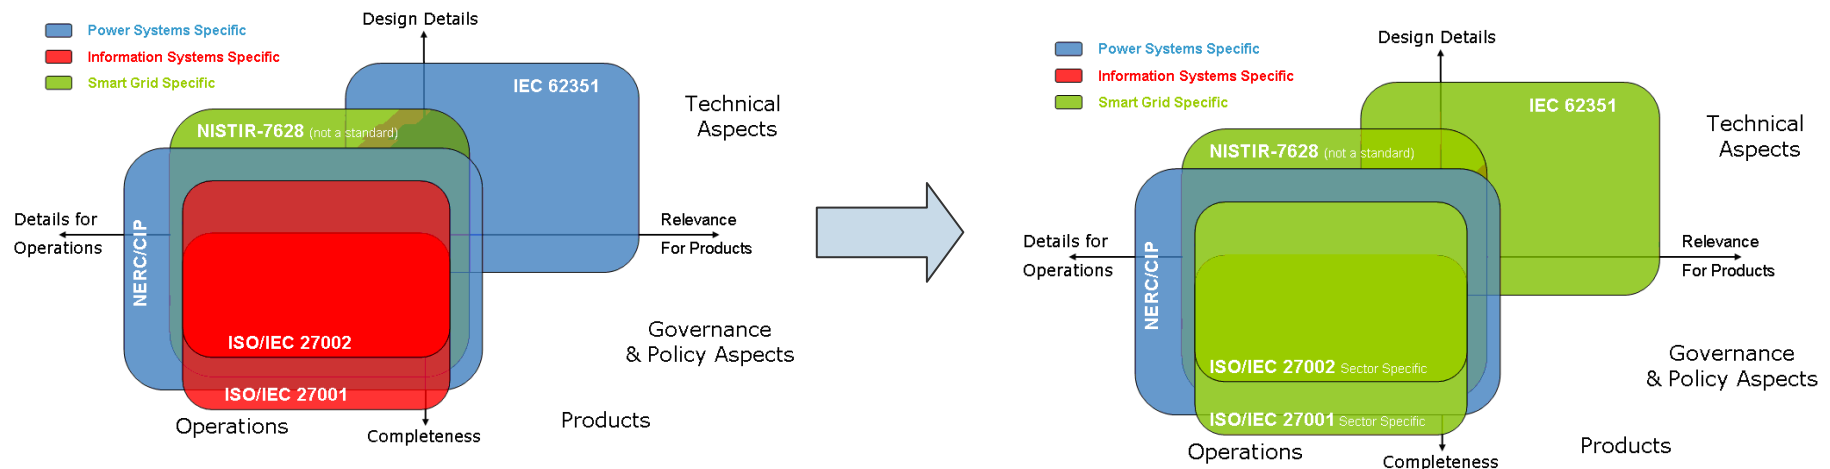 Design Details
Power Systems Specific
Information Systems Specific
Smart Grid Specific
IEC 62351
Technical
Aspects
NISTIR-7628 (not a standard)
NERC/CIP
Details for
Operations
Relevance
For Products
ISO/IEC 27002
Governance
& Policy Aspects
ISO/IEC 27001
Operations
Completeness
Products
Design Details
Power Systems Specific
Information Systems Specific
Smart Grid Specific
IEC 62351
Technical
Aspects
NISTIR-7628 (not a standard)
NERC/CIP
Details for
Operations
Relevance
For Products
ISO/IEC 27002 Sector Specific
Governance
& Policy Aspects
ISO/IEC 27001 Sector Specific
Operations
Completeness
Products